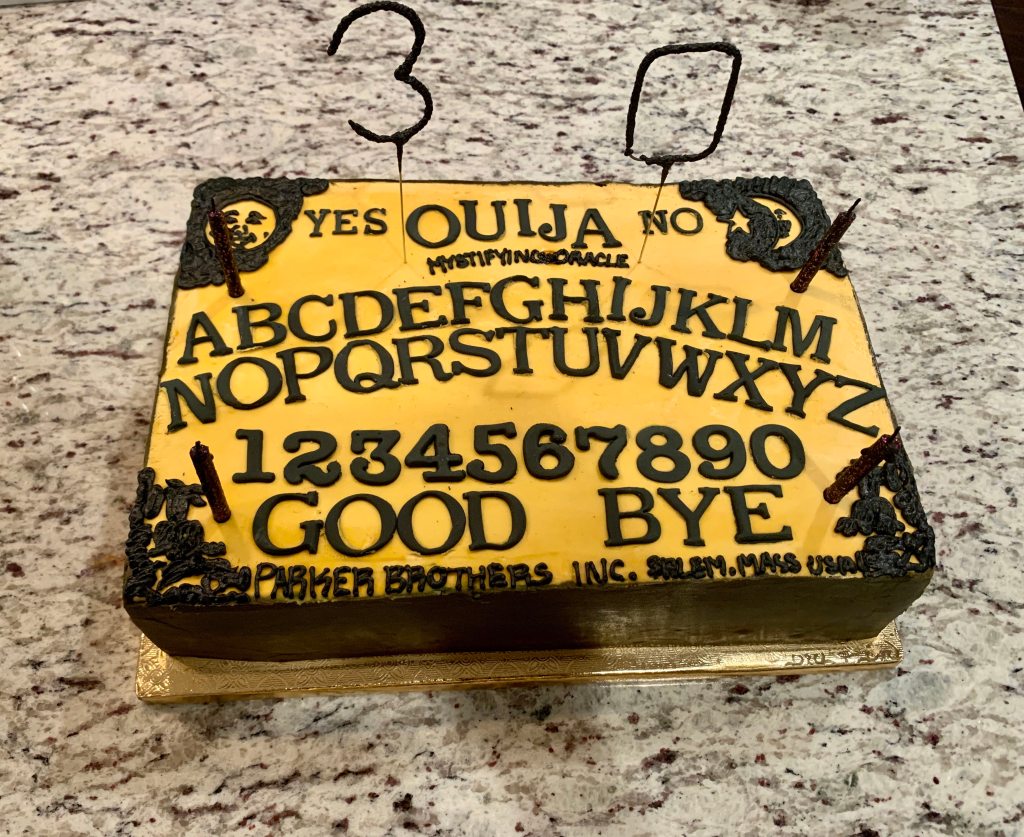 30
YES OUIJA NO
MYSTIFYING ORACLE
ABCDEFGHIJKLM
NOPQRSTUVWXYZ
1234567890
GOOD BYE
PARKER BROTHERS INC. SALEM. MASS USA